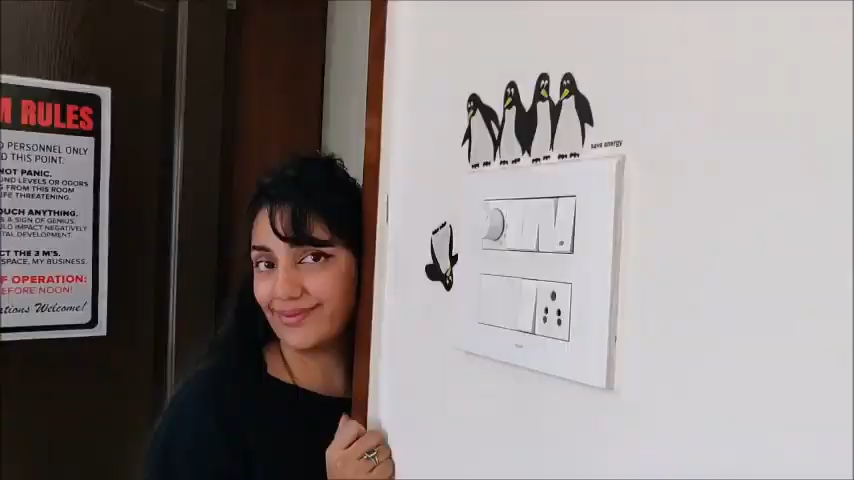 M RULES
D PERSONNEL ONLY
D THIS POINT.
NOT PANIC.
UND LEVELS OR ODORS
G FROM THIS ROOM
IFE THREATENING.
OUCH ANYTHING.
S A SIGN OF GENIUS.
ULD IMPACT NEGATIVELY
TAL DEVELOPMENT.
CT THE 3 M'S.
SPACE, MY BUSINESS.
F OPERATION:
BEFORE NOON!
ations Welcome!
save energy